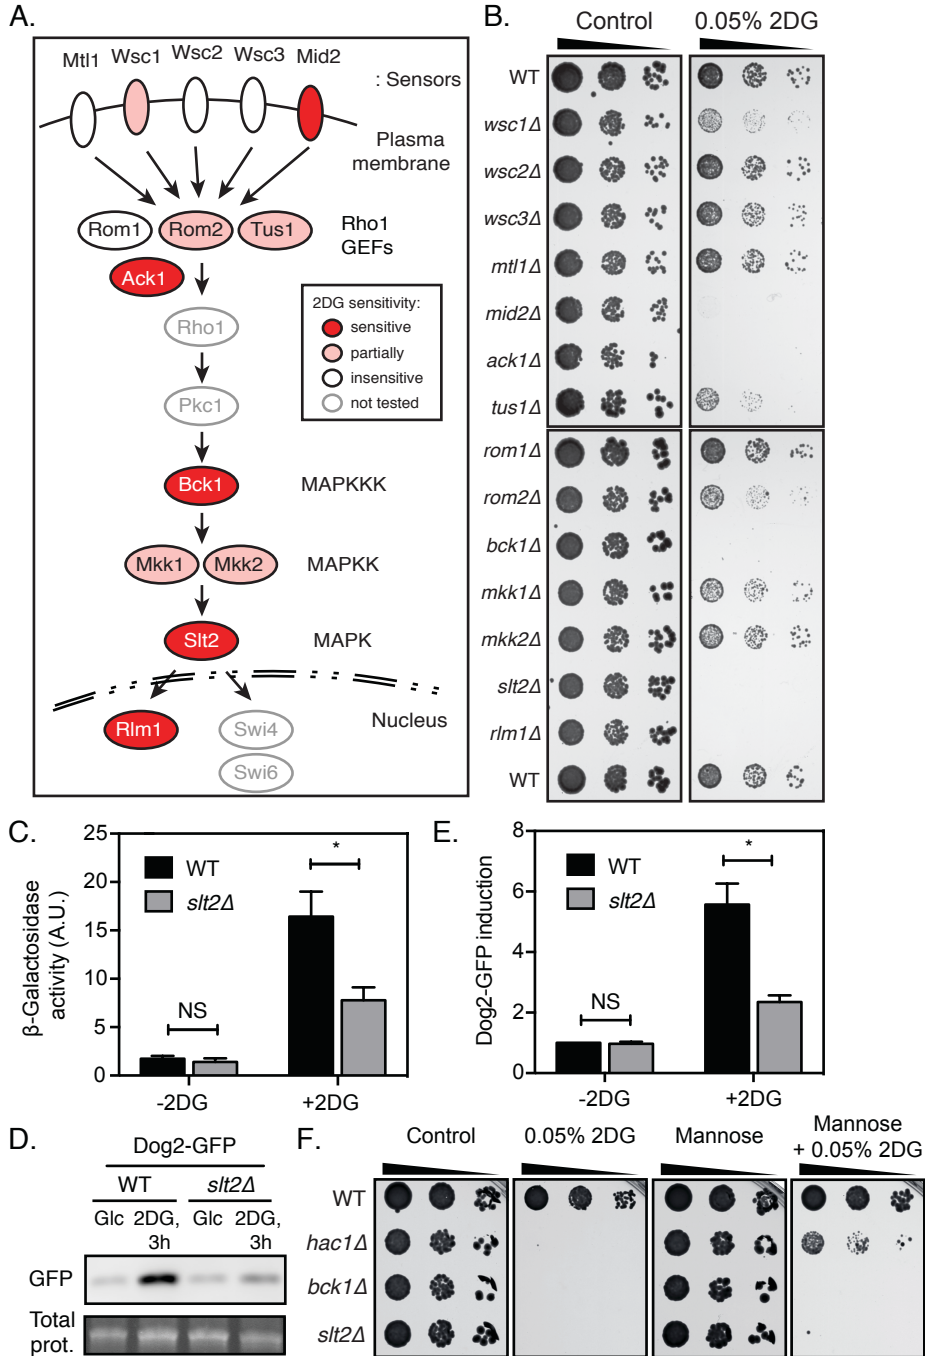 A.
Mtl1 Wsc1 Wsc2 Wsc3 Mid2
: Sensors
Plasma
membrane
Rom1 Rom2 Tus1
Rho1
GEFs
Ack1
Rho1
2DG sensitivity:
sensitive
partially
insensitive
not tested
Pkc1
Bck1 MAPKKK
Mkk1 Mkk2 MAPKK
Slt2 MAPK
Nucleus
Rlm1 Swi4
Swi6
B.
Control 0.05% 2DG
WT
wsc1Δ
wsc2Δ
wsc3Δ
mtl1Δ
mid2Δ
ack1Δ
tus1Δ
rom1Δ
rom2Δ
bck1Δ
mkk1Δ
mkk2Δ
slt2Δ
rlm1Δ
WT
C.
β-Galactosidase
activity (A.U.)
25
20
15
10
5
0
WT
slt2Δ
NS
*
-2DG +2DG
E.
Dog2-GFP induction
8
6
4
2
0
WT
slt2Δ
NS
*
-2DG +2DG
D.
Dog2-GFP
WT slt2Δ
Glc 2DG, Glc 2DG,
3h 3h
GFP
Total
prot.
F.
Control 0.05% 2DG Mannose Mannose
+ 0.05% 2DG
WT
hac1Δ
bck1Δ
slt2Δ